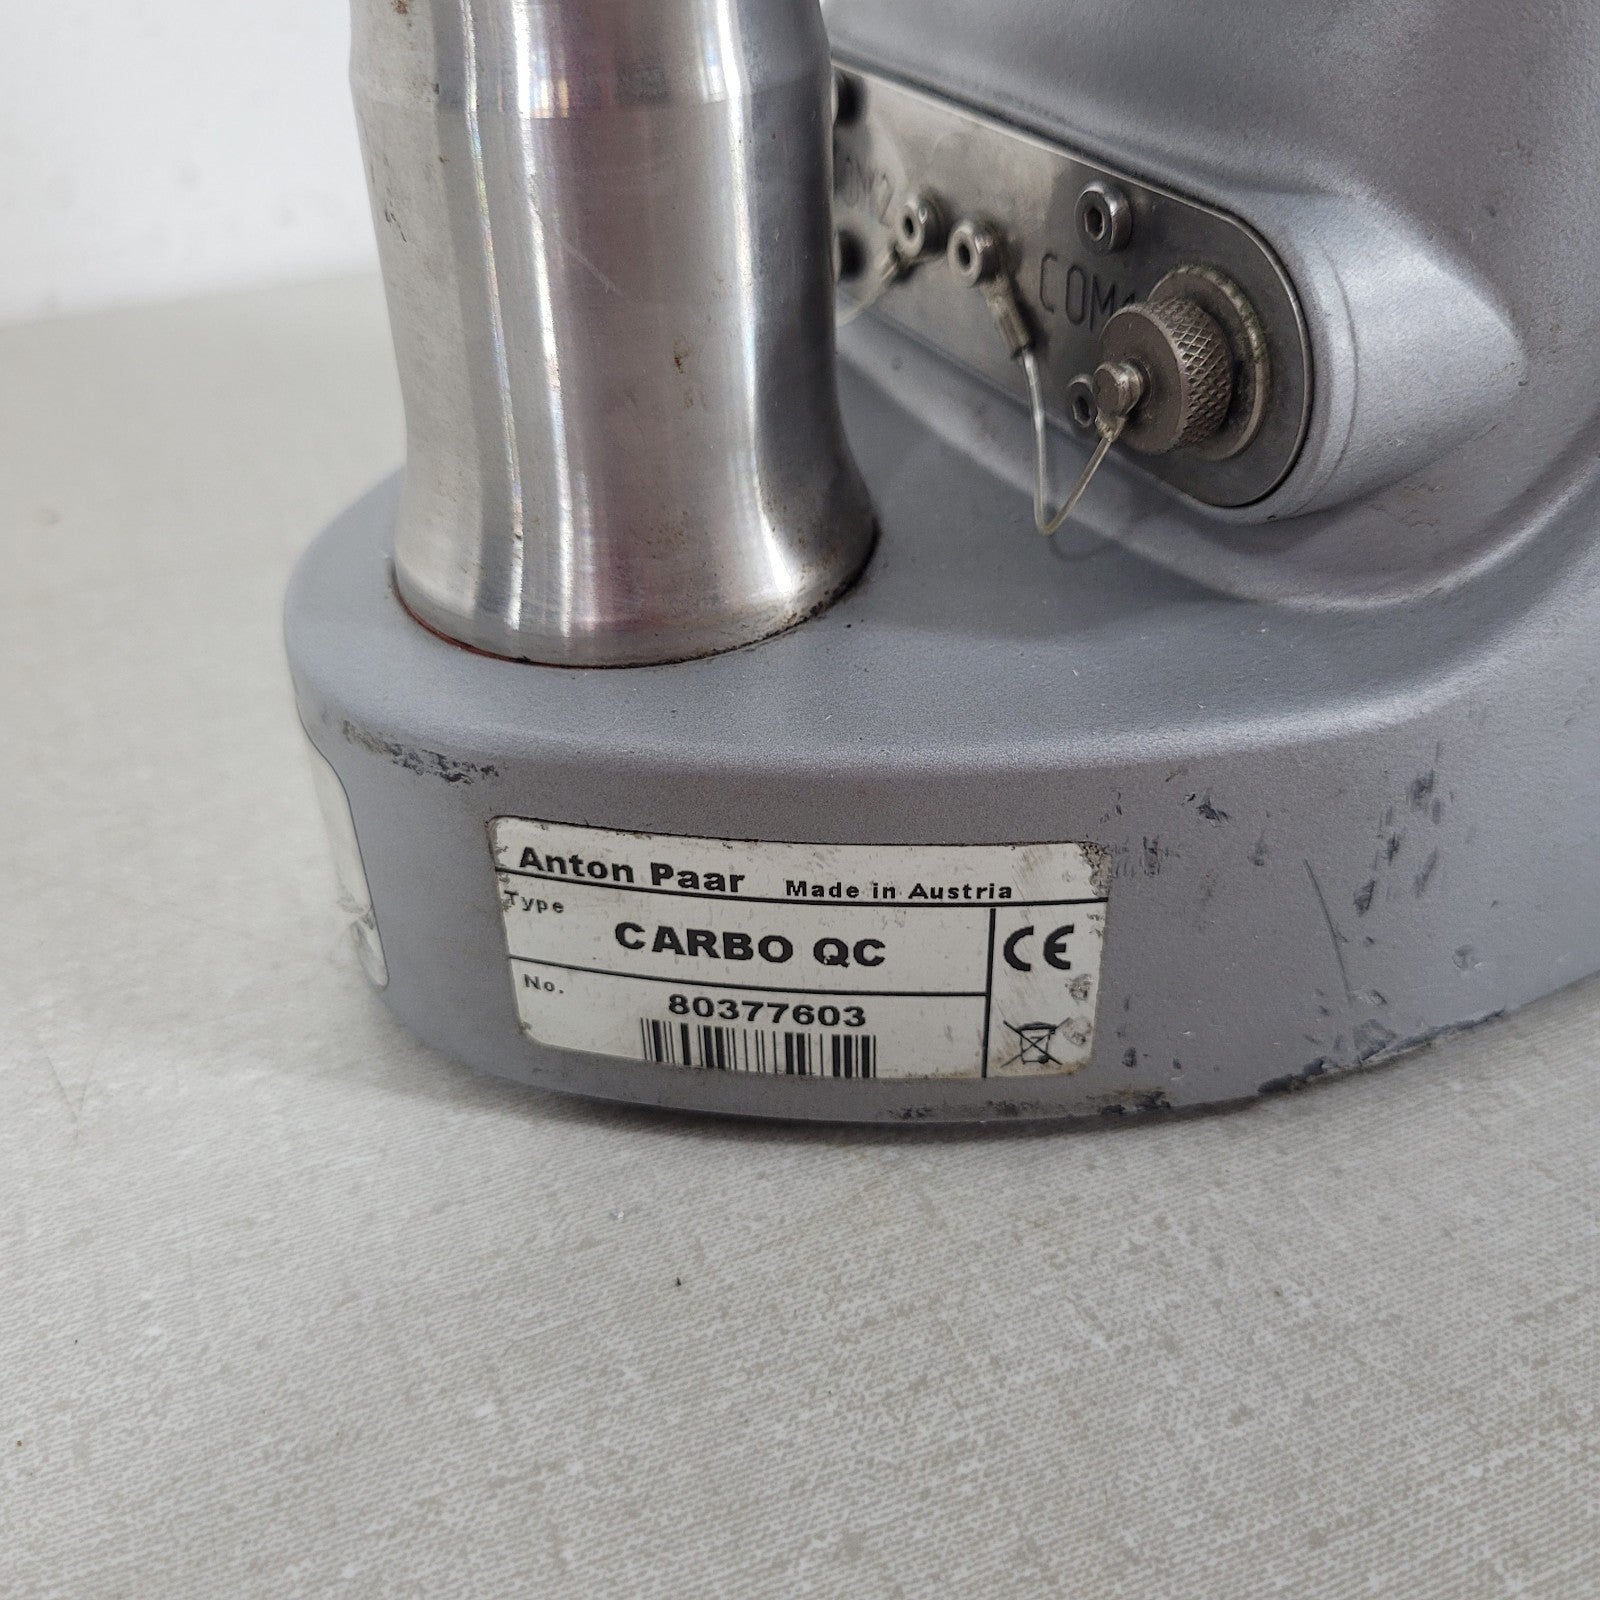 COM
Anton Paar Made in Austria
Type
CARBO QC
CE
No.
80377603